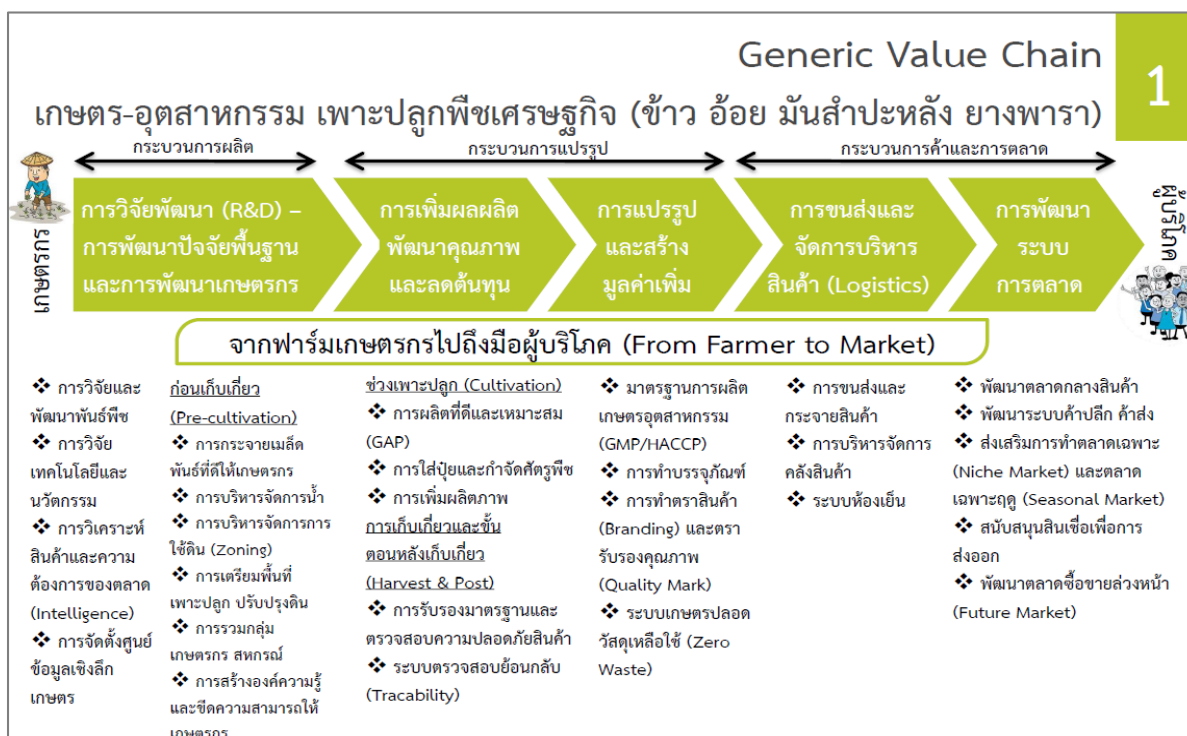 Generic Value Chain
1
เกษตร-อุตสาหกรรม เพาะปลูกพืชเศรษฐกิจ (ข้าว อ้อย มันสำปะหลัง ยางพารา)
กระบวนการผลิต
กระบวนการแปรรูป
กระบวนการค้าและการตลาด
เกษตรกร
การวิจัยพัฒนา (R&D) –
การพัฒนาปัจจัยพื้นฐาน
และการพัฒนาเกษตรกร
การเพิ่มผลผลิต
พัฒนาคุณภาพ
และลดต้นทุน
การแปรรูป
และสร้าง
มูลค่าเพิ่ม
การขนส่งและ
จัดการบริหาร
สินค้า (Logistics)
การพัฒนา
ระบบ
การตลาด
ผู้บริโภค
จากฟาร์มเกษตรกรไปถึงมือผู้บริโภค (From Farmer to Market)
❖ การวิจัยและ
พัฒนาพันธ์พืช
❖ การวิจัย
เทคโนโลยีและ
นวัตกรรม
❖ การวิเคราะห์
สินค้าและความ
ต้องการของตลาด
(Intelligence)
❖ การจัดตั้งศูนย์
ข้อมูลเชิงลึก
เกษตร
ก่อนเก็บเกี่ยว
(Pre-cultivation)
❖ การกระจายเมล็ด
พันธ์ที่ดีให้เกษตรกร
❖ การบริหารจัดการน้ำ
❖ การบริหารจัดการการ
ใช้ดิน (Zoning)
❖ การเตรียมพื้นที่
เพาะปลูก ปรับปรุงดิน
❖ การรวมกลุ่ม
เกษตรกร สหกรณ์
❖ การสร้างองค์ความรู้
และขีดความสามารถให้
เกษตรกร
ช่วงเพาะปลูก (Cultivation)
❖ การผลิตที่ดีและเหมาะสม
(GAP)
❖ การใส่ปุ๋ยและกำจัดศัตรูพืช
❖ การเพิ่มผลิตภาพ
การเก็บเกี่ยวและขั้น
ตอนหลังเก็บเกี่ยว
(Harvest & Post)
❖ การรับรองมาตรฐานและ
ตรวจสอบความปลอดภัยสินค้า
❖ ระบบตรวจสอบย้อนกลับ
(Tracability)
❖ มาตรฐานการผลิต
เกษตรอุตสาหกรรม
(GMP/HACCP)
❖ การทำบรรจุภัณฑ์
❖ การทำตราสินค้า
(Branding) และตรา
รับรองคุณภาพ
(Quality Mark)
❖ ระบบเกษตรปลอด
วัสดุเหลือใช้ (Zero
Waste)
❖ การขนส่งและ
กระจายสินค้า
❖ การบริหารจัดการ
คลังสินค้า
❖ ระบบห้องเย็น
❖ พัฒนาตลาดกลางสินค้า
❖ พัฒนาระบบค้าปลีก ค้าส่ง
❖ ส่งเสริมการทำตลาดเฉพาะ
(Niche Market) และตลาด
เฉพาะฤดู (Seasonal Market)
❖ สนับสนุนสินเชื่อเพื่อการ
ส่งออก
❖ พัฒนาตลาดซื้อขายล่วงหน้า
(Future Market)